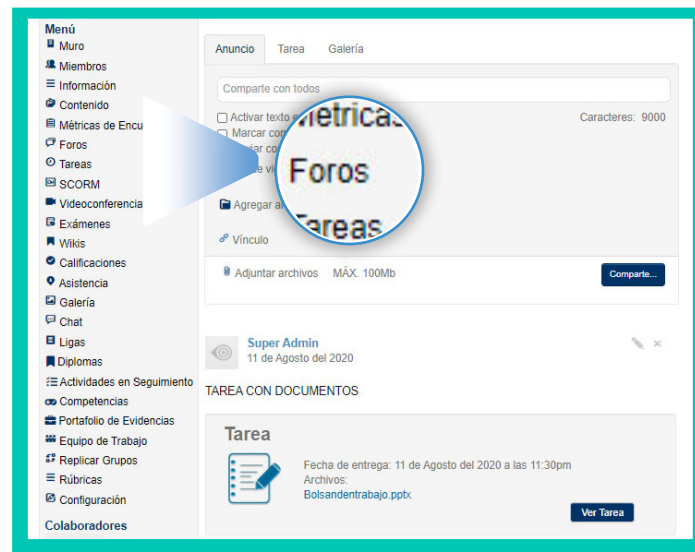 Menú
Muro
Miembros
Información
Contenido
Métricas de Encu
Foros
Tareas
SCORM
Videoconferencia
Exámenes
Wikis
Calificaciones
Asistencia
Galería
Chat
Ligas
Diplomas
Actividades en Seguimiento
Competencias
Portafolio de Evidencias
Equipo de Trabajo
Replicar Grupos
Rúbricas
Configuración
Colaboradores
Anuncio Tarea Galería
Comparte con todos
Activar texto Caracteres: 9000
Marcar
Foros
Tareas
Agregar
Vínculo
Adjuntar archivos MÁX. 100Mb Comparte...
Super Admin
11 de Agosto del 2020
TAREA CON DOCUMENTOS
Tarea
Fecha de entrega: 11 de Agosto del 2020 a las 11:30pm
Archivos:
Bolsandentrabajo.pptx
Ver Tarea